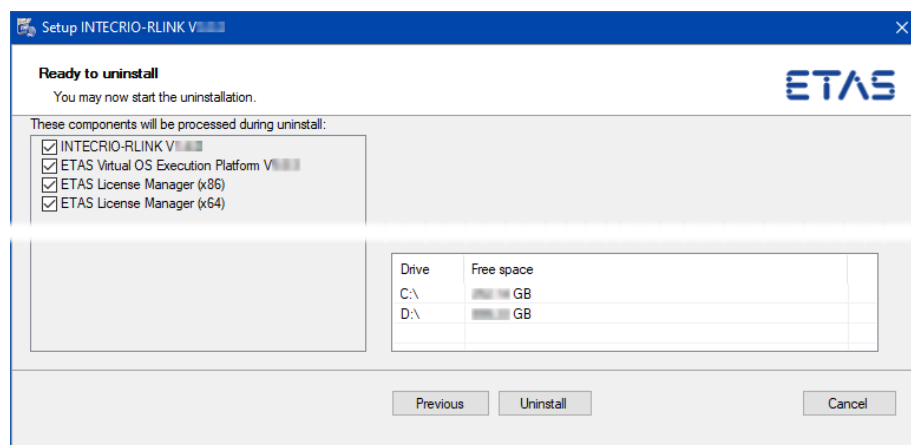 Setup INTECRIO-RLINK V
Ready to uninstall
You may now start the uninstallation.
ETAS
These components will be processed during uninstall:
INTECRIO-RLINK V
ETAS Virtual OS Execution Platform V
ETAS License Manager (x86)
ETAS License Manager (x64)
Drive Free space
C:\ GB
D:\ GB
Previous Uninstall Cancel